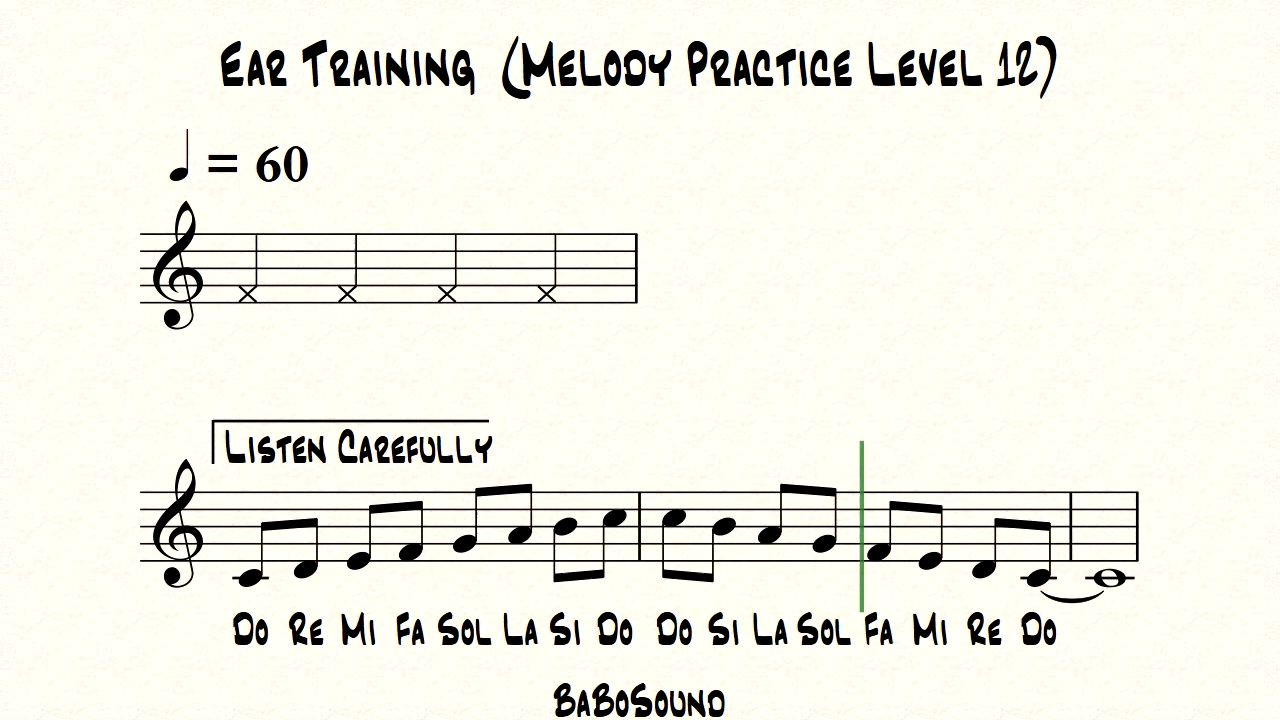 Ear Training (Melody Practice Level 12)
♩ = 60
Listen Carefully
Do Re Mi Fa Sol La Si Do Do Si La Sol Fa Mi Re Do
BaBoSound